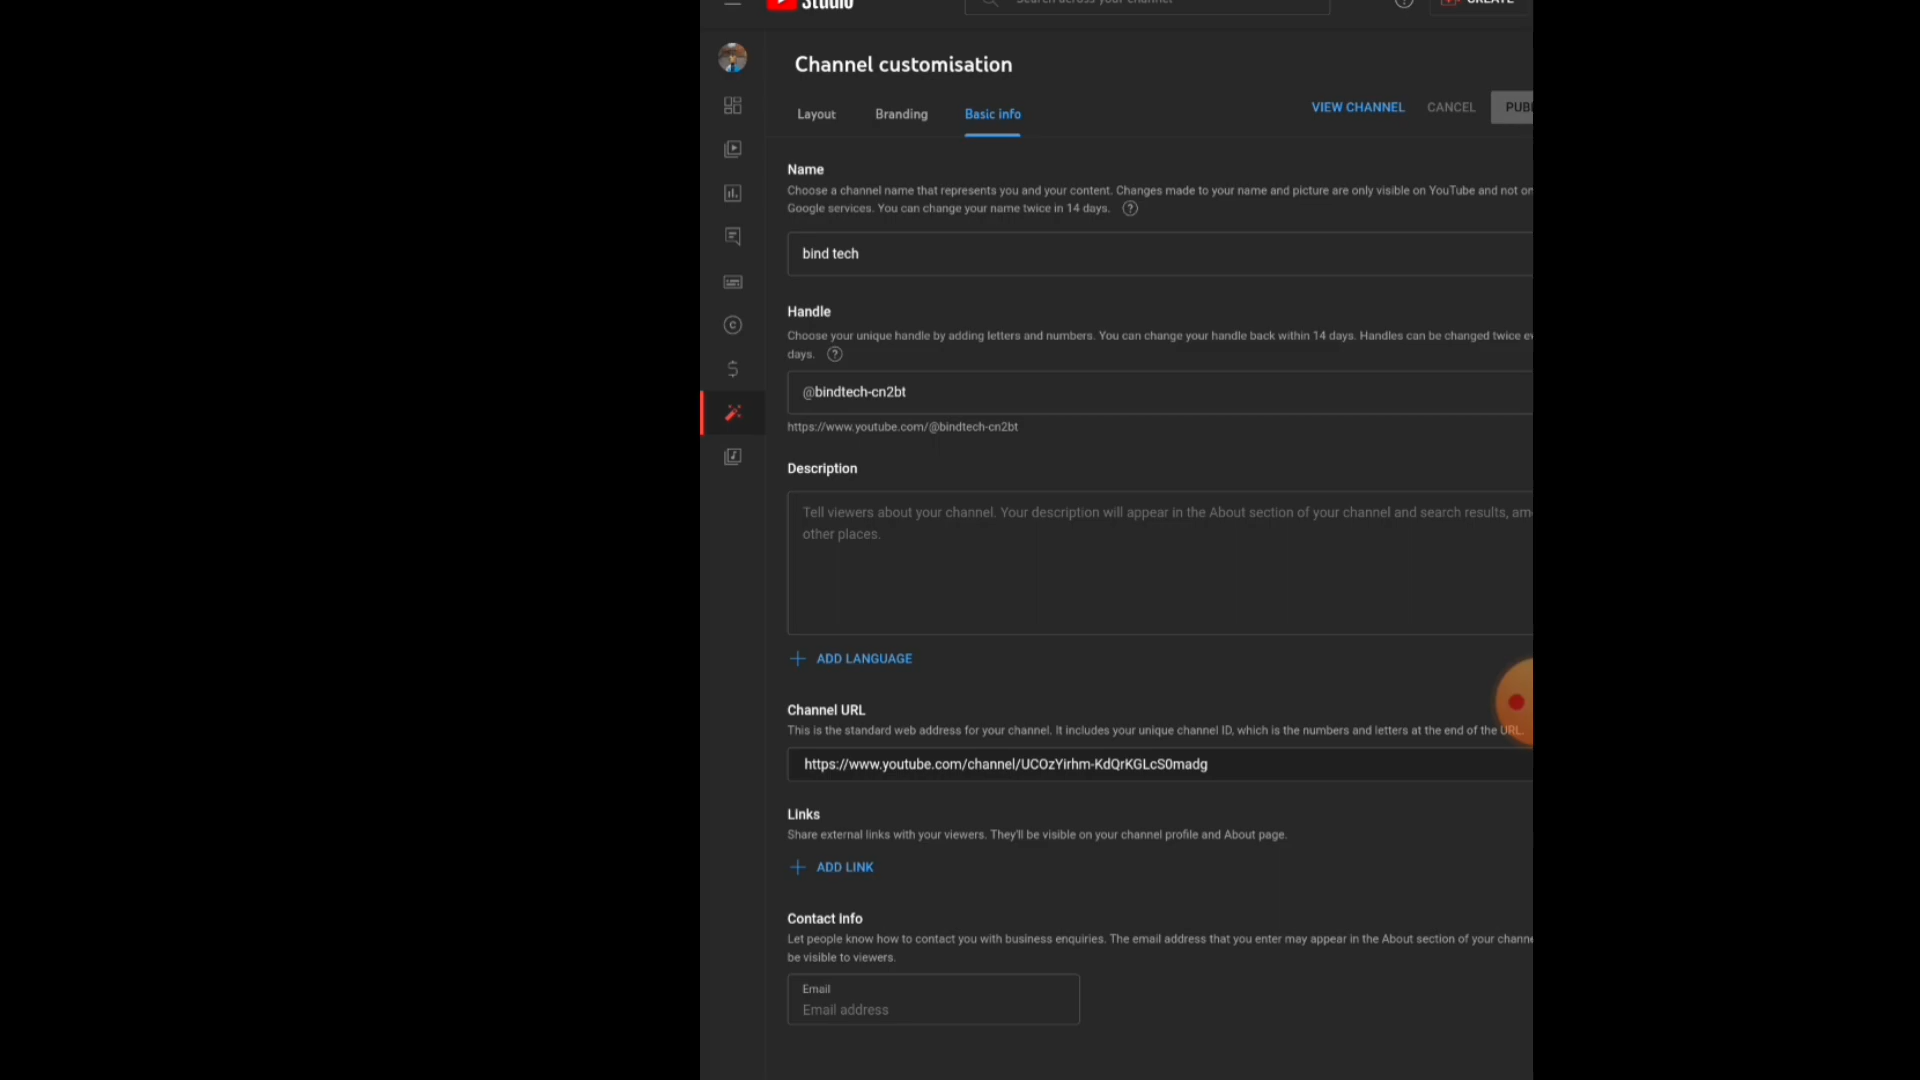 Studio
Search across your channel
CREATE
Channel customisation
Layout
Branding
Basic info
VIEW CHANNEL
CANCEL
PUB
Name
Choose a channel name that represents you and your content. Changes made to your name and picture are only visible on YouTube and not on
Google services. You can change your name twice in 14 days. ?
bind tech
Handle
Choose your unique handle by adding letters and numbers. You can change your handle back within 14 days. Handles can be changed twice ev
days. ?
@bindtech-cn2bt
https://www.youtube.com/@bindtech-cn2bt
Description
Tell viewers about your channel. Your description will appear in the About section of your channel and search results, am
other places.
ADD LANGUAGE
Channel URL
This is the standard web address for your channel. It includes your unique channel ID, which is the numbers and letters at the end of the URL.
https://www.youtube.com/channel/UCOzYirhm-KdQrKGLcS0madg
Links
Share external links with your viewers. They'll be visible on your channel profile and About page.
ADD LINK
Contact info
Let people know how to contact you with business enquiries. The email address that you enter may appear in the About section of your channe
be visible to viewers.
Email
Email address